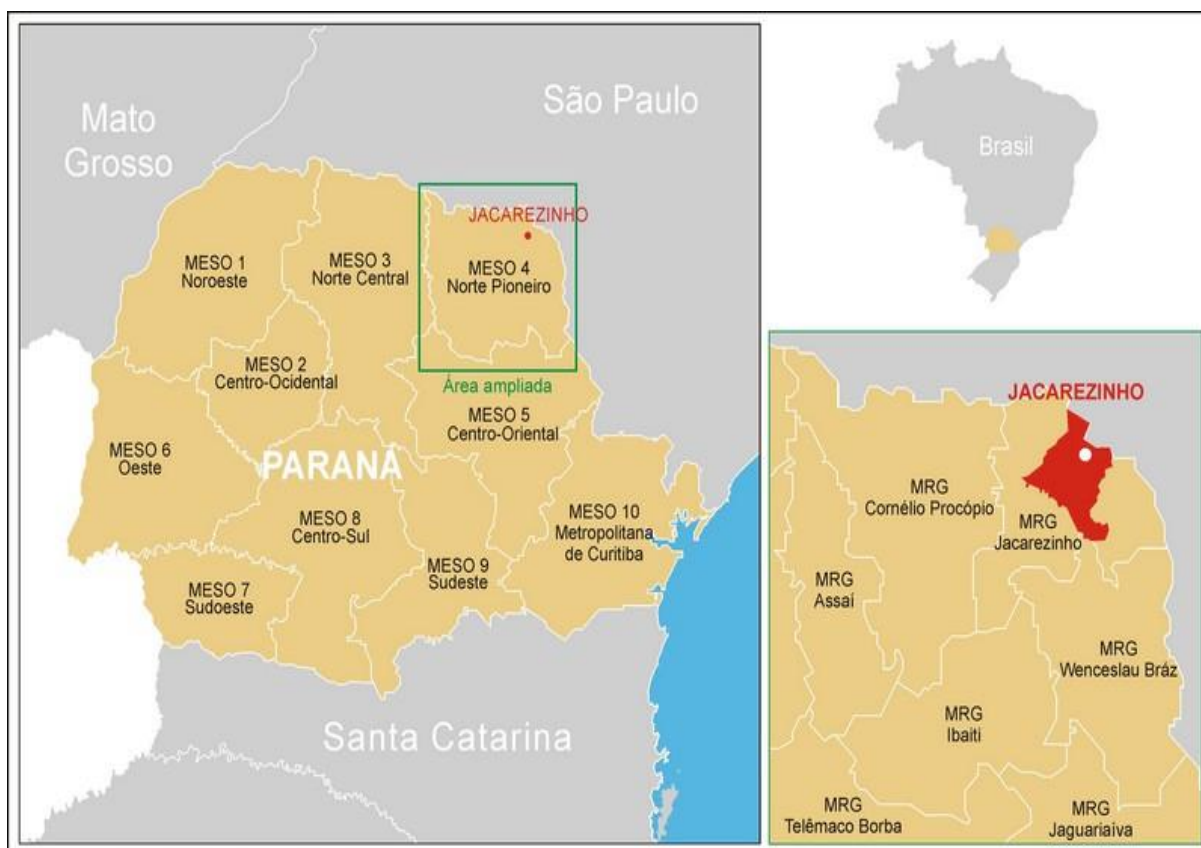 Mato
Grosso
São Paulo
JACAREZINHO
MESO 1
Noroeste
MESO 3
Norte Central
MESO 4
Norte Pioneiro
MESO 2
Centro-Ocidental
Área ampliada
MESO 5
Centro-Oriental
MESO 6
Oeste
PARANÁ
MESO 8
Centro-Sul
MESO 10
Metropolitana
de Curitiba
MESO 9
Sudeste
MESO 7
Sudoeste
Santa Catarina
Brasil
JACAREZINHO
MRG
Cornélio Procópio
MRG
Jacarezinho
MRG
Assaí
MRG
Wenceslau Bráz
MRG
Ibaiti
MRG
Telêmaco Borba
MRG
Jaguariaiva